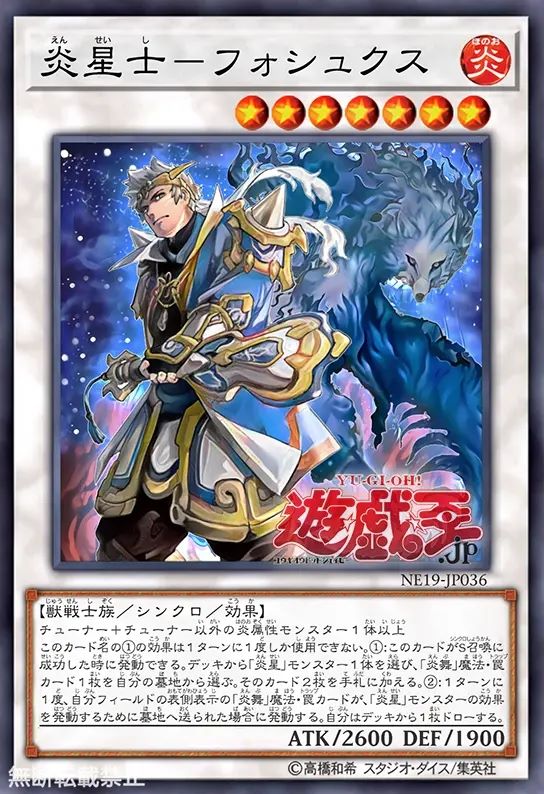 炎星士－フォシュクス
炎
YU-GI-OH!
遊☆戯☆王
.jp
NE19-JP036
【獣戦士族／シンクロ／効果】
チューナー＋チューナー以外の炎属性モンスター１体以上
このカード名の①の効果は１ターンに１度しか使用できない。①：このカードがＳ召喚に
成功した時に発動できる。デッキから「炎星」モンスター１体を選び、「炎舞」魔法・罠
カード１枚を自分の墓地から選ぶ。そのカード２枚を手札に加える。②：１ターンに
１度、自分フィールドの表側表示の「炎舞」魔法・罠カードが、「炎星」モンスターの効果
を発動するために墓地へ送られた場合に発動する。自分はデッキから１枚ドローする。
ATK/2600 DEF/1900
無断転載禁止
©高橋和希 スタジオ・ダイス/集英社